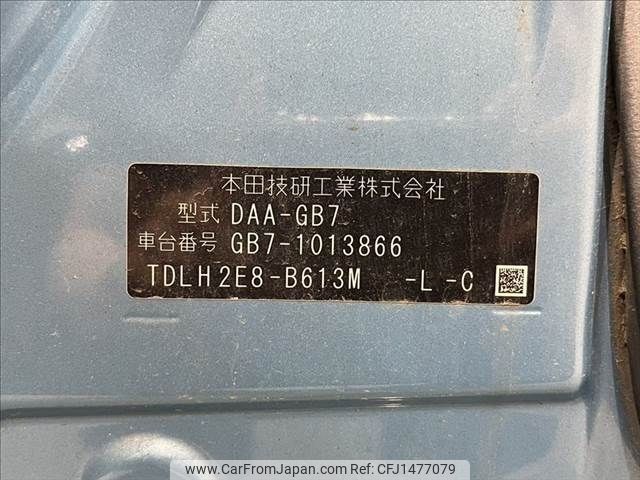 本田技研工業株式会社
型式 DAA-GB7
車台番号 GB7-1013866
TDLH2E8-B613M -L -C
www.CarFromJapan.com Ref ID: CFJ1477079